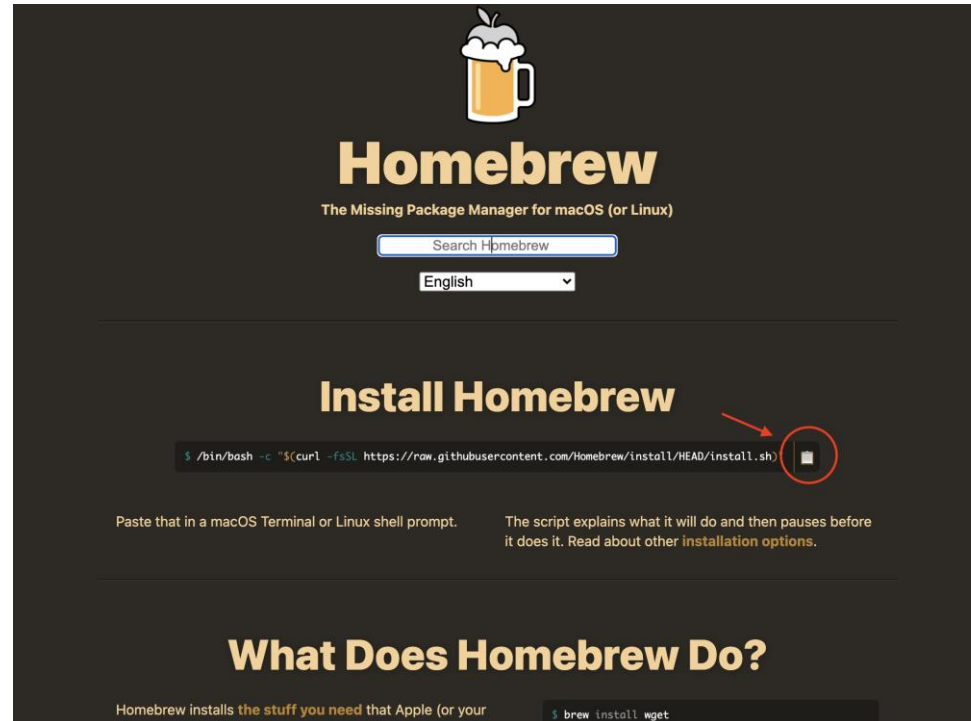 Homebrew
The Missing Package Manager for macOS (or Linux)
Search Homebrew
English
Install Homebrew
$ /bin/bash -c "$(curl -fsSL https://raw.githubusercontent.com/Homebrew/install/HEAD/install.sh)"
Paste that in a macOS Terminal or Linux shell prompt.
The script explains what it will do and then pauses before
it does it. Read about other installation options.
What Does Homebrew Do?
Homebrew installs the stuff you need that Apple (or your
$ brew install wget